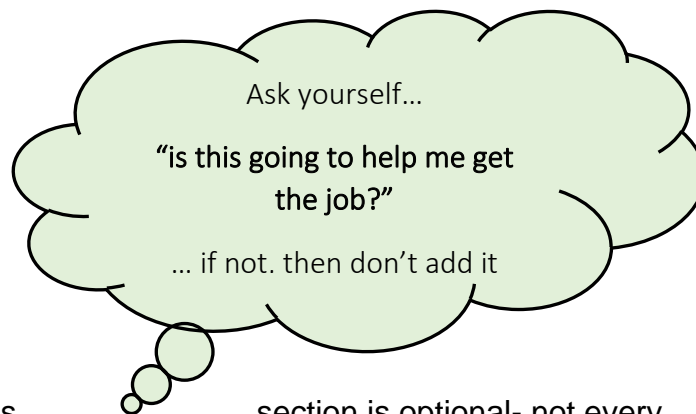 Ask yourself...
“is this going to help me get
the job?”
... if not. then don’t add it
section is optional- not every